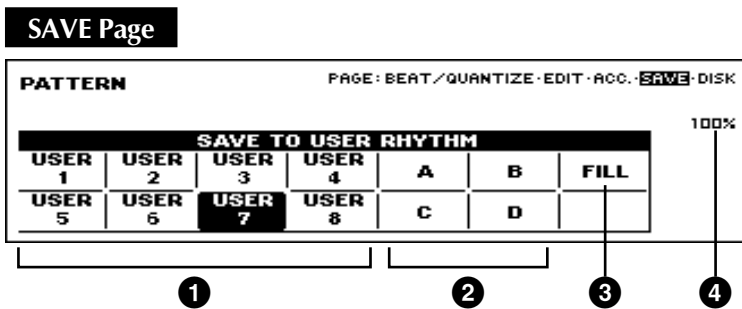 SAVE Page
PATTERN PAGE: BEAT/QUANTIZE·EDIT·ACC.·SAVE·DISK
100%
SAVE TO USER RHYTHM
USER 1 USER 2 USER 3 USER 4 A B FILL
USER 5 USER 6 USER 7 USER 8 C D
1 2 3 4